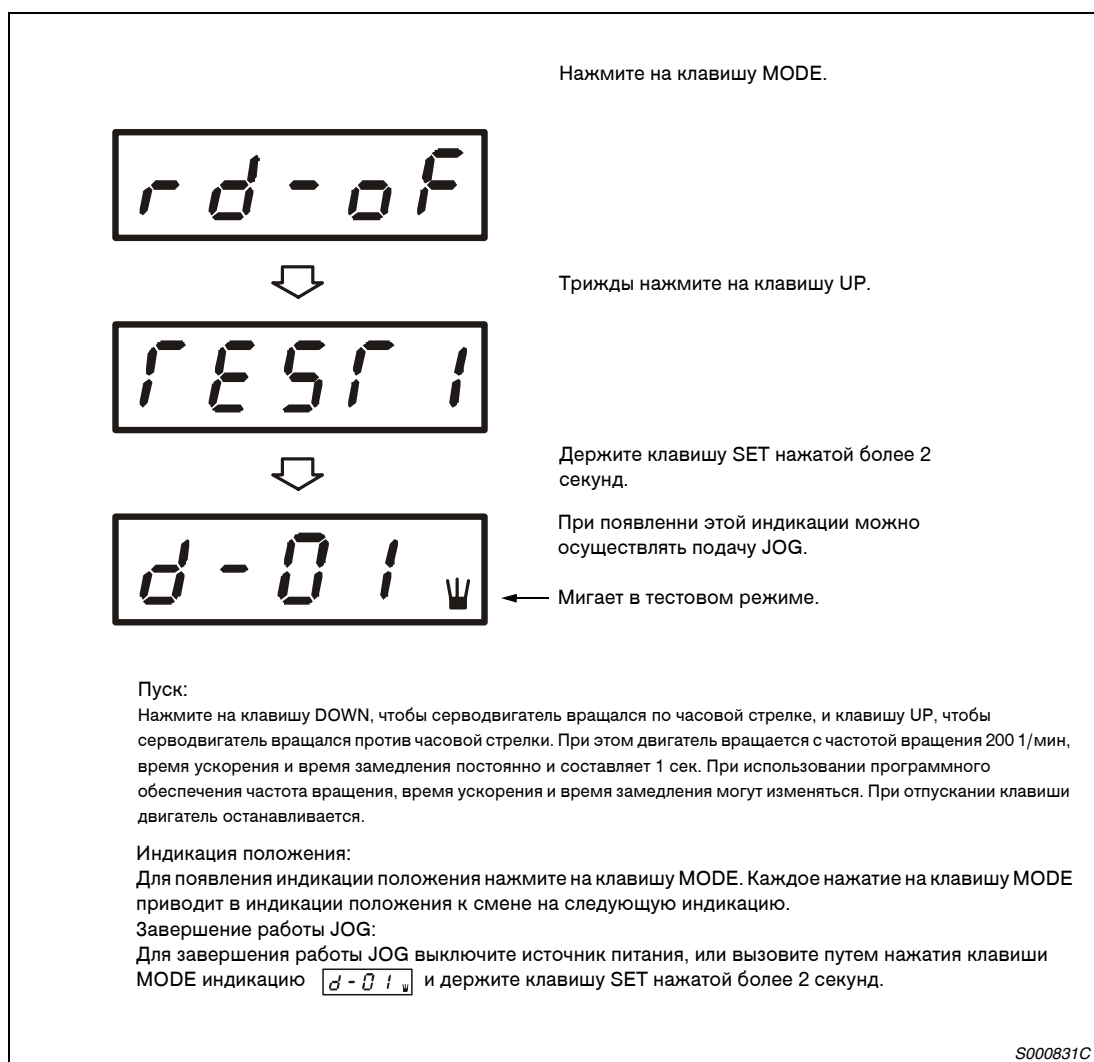 Нажмите на клавишу MODE.
rd-oF
Трижды нажмите на клавишу UP.
TEST1
Держите клавишу SET нажатой более 2
секунд.
При появленни этой индикации можно
осуществлять подачу JOG.
d-01
Мигает в тестовом режиме.
Пуск:
Нажмите на клавишу DOWN, чтобы серводвигатель вращался по часовой стрелке, и клавишу UP, чтобы
серводвигатель вращался против часовой стрелки. При этом двигатель вращается с частотой вращения 200 1/мин,
время ускорения и время замедления постоянно и составляет 1 сек. При использовании программного
обеспечения частота вращения, время ускорения и время замедления могут изменяться. При отпускании клавиши
двигатель останавливается.
Индикация положения:
Для появления индикации положения нажмите на клавишу MODE. Каждое нажатие на клавишу MODE
приводит в индикации положения к смене на следующую индикацию.
Завершение работы JOG:
Для завершения работы JOG выключите источник питания, или вызовите путем нажатия клавиши
MODE индикацию d-01 и держите клавишу SET нажатой более 2 секунд.
S000831C